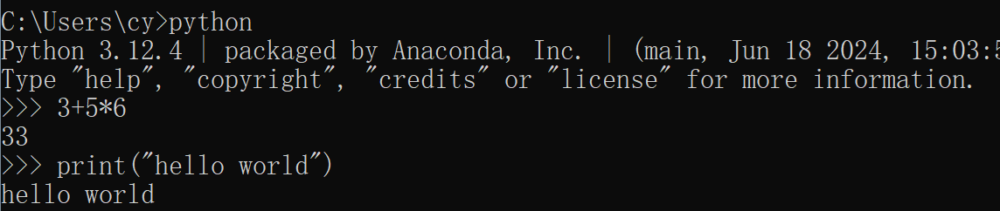 C:\Users\cy>python
Python 3.12.4 | packaged by Anaconda, Inc. | (main, Jun 18 2024, 15:03:5
Type "help", "copyright", "credits" or "license" for more information.
>>> 3+5*6
33
>>> print("hello world")
hello world